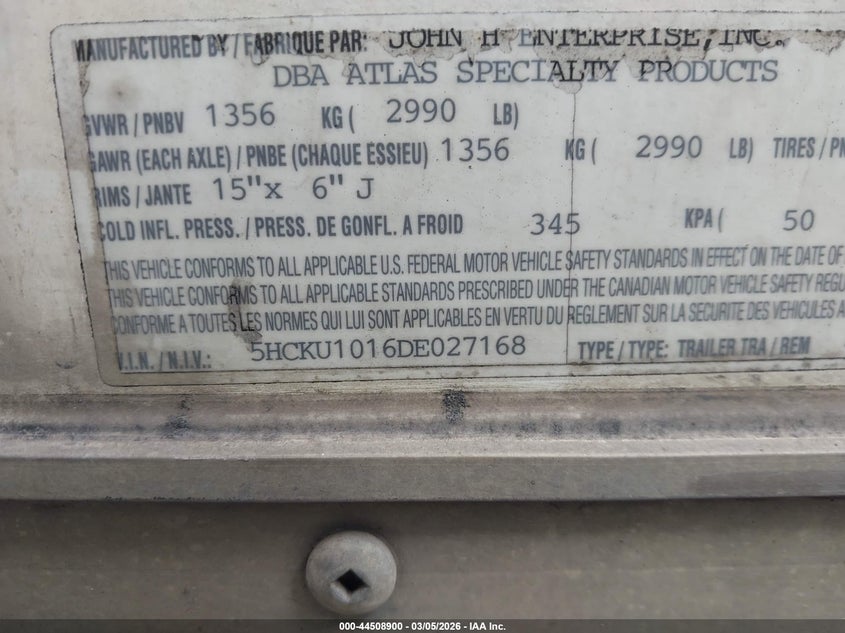 MANUFACTURED BY / FABRIQUE PAR: JOHN H ENTERPRISE, INC.
DBA ATLAS SPECIALTY PRODUCTS
GVWR / PNBV 1356 KG ( 2990 LB)
GAWR (EACH AXLE) / PNBE (CHAQUE ESSIEU) 1356 KG ( 2990 LB) TIRES /
RIMS / JANTE 15"x 6" J
COLD INFL. PRESS. / PRESS. DE GONFL. A FROID 345 KPA ( 50
THIS VEHICLE CONFORMS TO ALL APPLICABLE U.S. FEDERAL MOTOR VEHICLE SAFETY STANDARDS IN EFFECT ON THE DATE OF
THIS VEHICLE CONFORMS TO ALL APPLICABLE STANDARDS PRESCRIBED UNDER THE CANADIAN MOTOR VEHICLE SAFETY REGU
CONFORME A TOUTES LES NORMES QUI LUI SONT APPLICABLES EN VERTU DU REGLEMENT SUR LA SECURITE DES VEHICULES A
V.I.N. / N.I.V.: 5HCKU1016DE027168 TYPE / TYPE: TRAILER TRA / REM
000-44508900 - 03/05/2026 - IAA Inc.